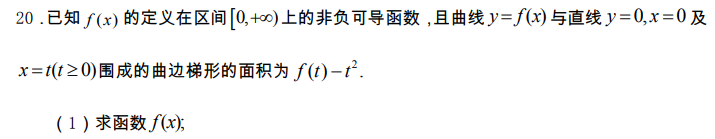 20 .已知 f(x) 的定义在区间[0,+∞)上的非负可导函数 ,且曲线 y=f(x) 与直线 y=0,x=0 及
x=t(t≥0)围成的曲边梯形的面积为 f(t)−t².
( 1 ) 求函数 f(x);